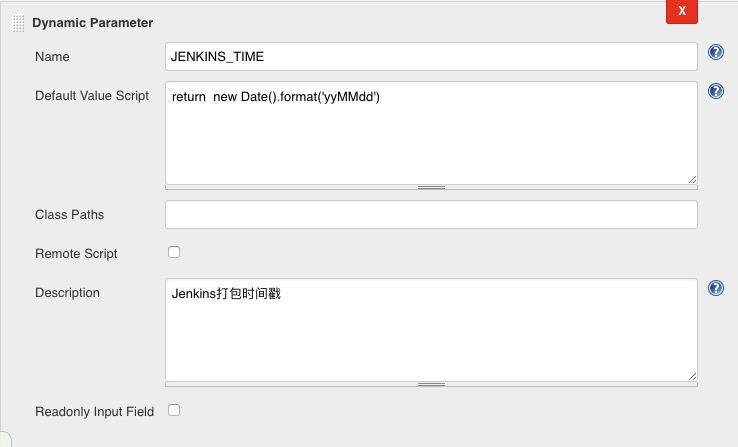 X
Dynamic Parameter
Name JENKINS_TIME ?
Default Value Script return  new Date().format('yyMMdd') ?
Class Paths
Remote Script
Description Jenkins打包时间戳 ?
Readonly Input Field